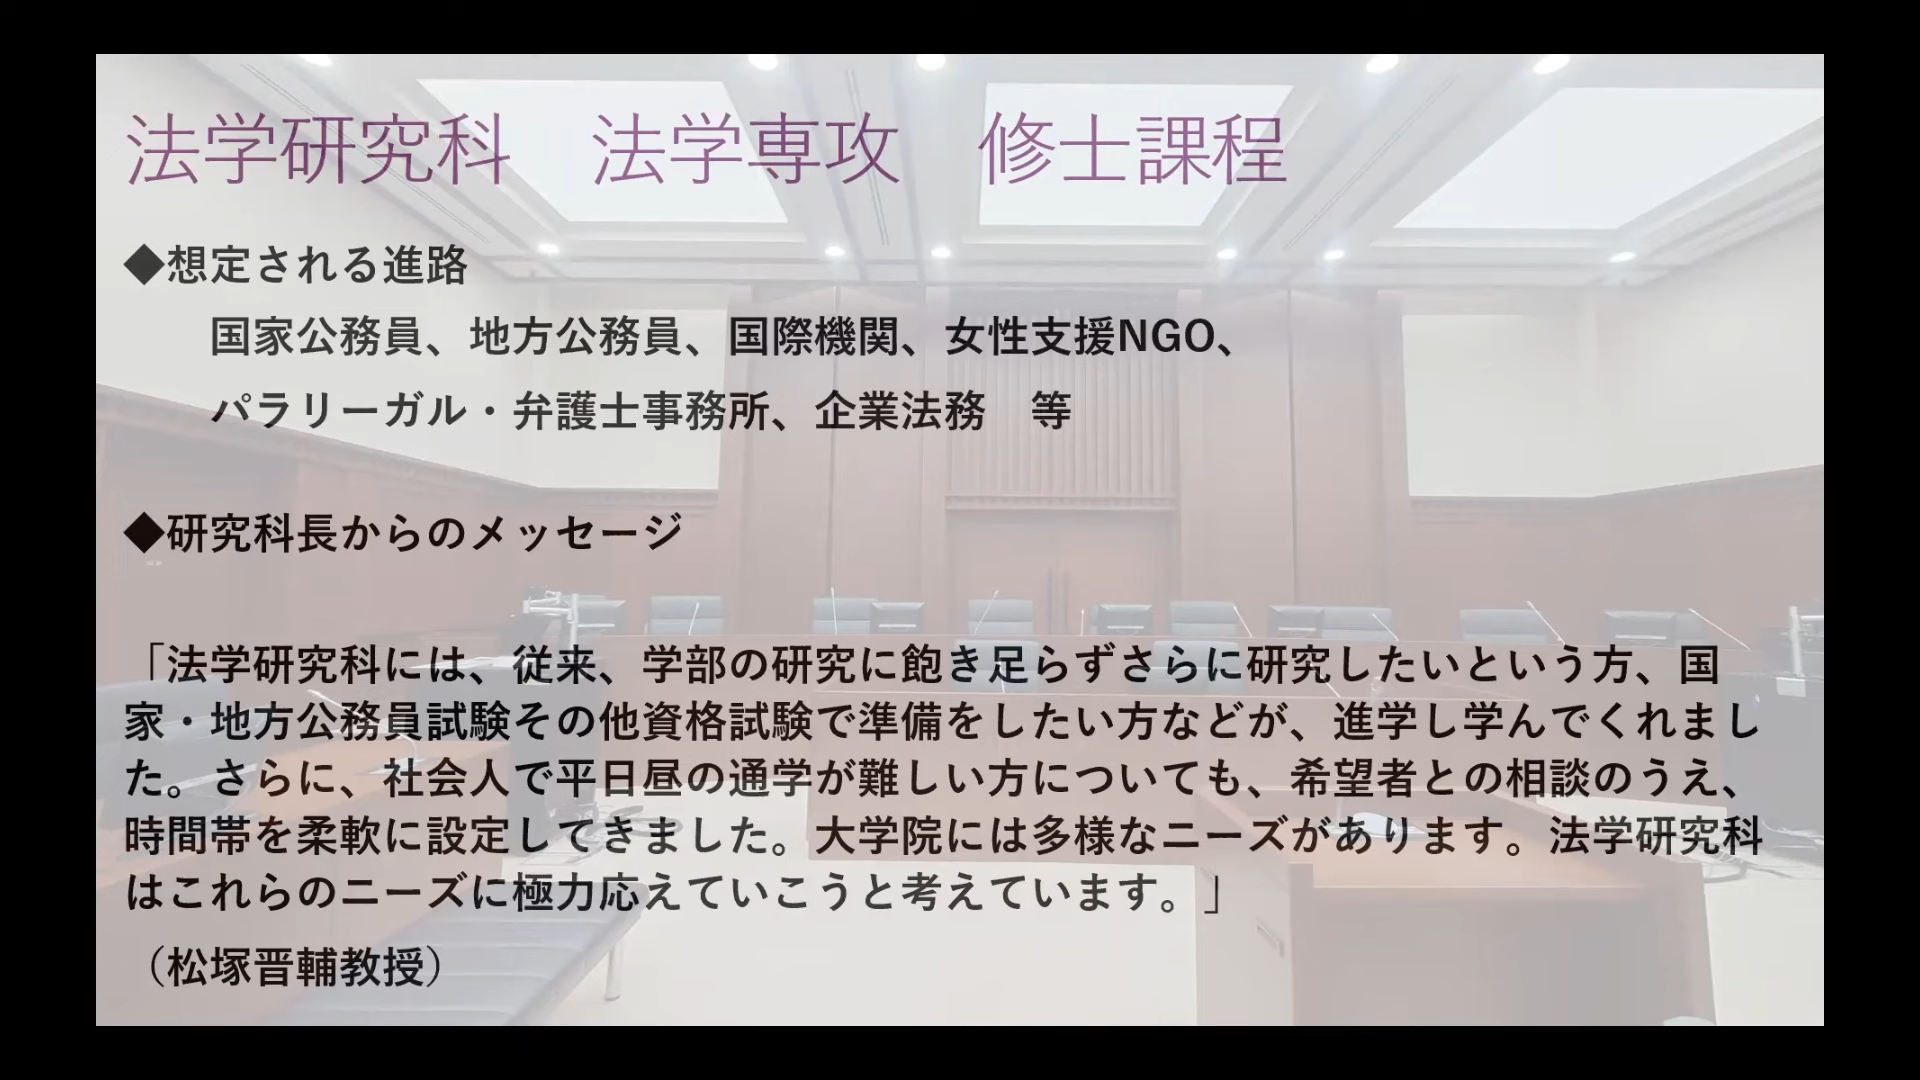 法学研究科　法学専攻　修士課程
◆想定される進路
国家公務員、地方公務員、国際機関、女性支援NGO、
パラリーガル・弁護士事務所、企業法務　等
◆研究科長からのメッセージ
「法学研究科には、従来、学部の研究に飽き足らずさらに研究したいという方、国
家・地方公務員試験その他資格試験で準備をしたい方などが、進学し学んでくれまし
た。さらに、社会人で平日昼の通学が難しい方についても、希望者との相談のうえ、
時間帯を柔軟に設定してきました。大学院には多様なニーズがあります。法学研究科
はこれらのニーズに極力応えていこうと考えています。」
（松塚晋輔教授）